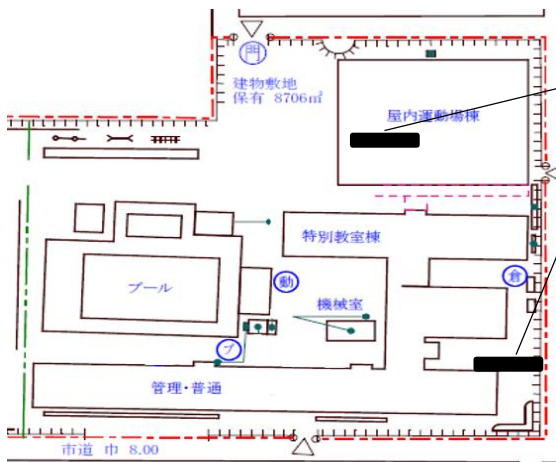 門
建物敷地
保有 8706㎡
屋内運動場棟
特別教室棟
倉
プール
動
機械室
プ
管理・普通
市道 巾 8.00